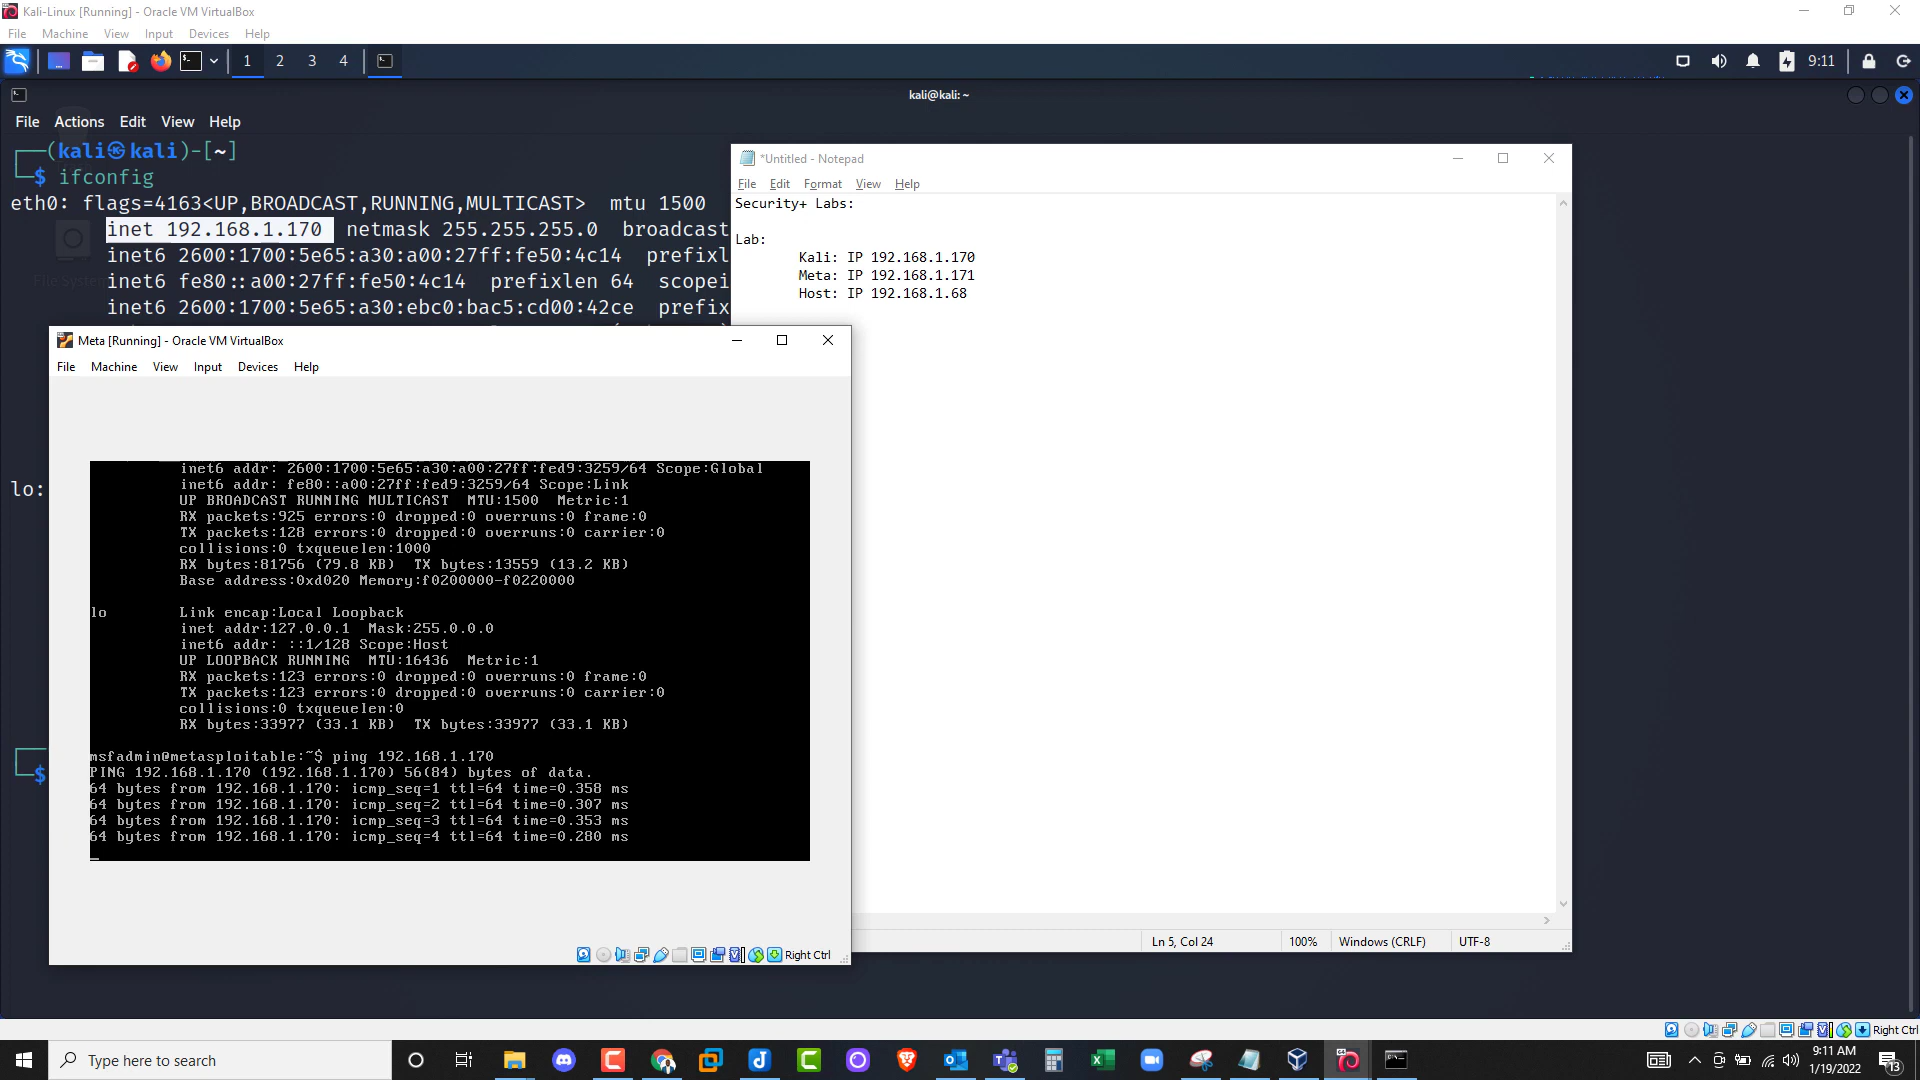 Kali-Linux [Running] - Oracle VM VirtualBox
File Machine View Input Devices Help
1 2 3 4 9:11
kali@kali: ~
File Actions Edit View Help
(kali㉿kali)-[~]
$ ifconfig
eth0: flags=4163<UP,BROADCAST,RUNNING,MULTICAST> mtu 1500
inet 192.168.1.170 netmask 255.255.255.0 broadcast
inet6 2600:1700:5e65:a30:a00:27ff:fe50:4c14 prefixl
inet6 fe80::a00:27ff:fe50:4c14 prefixlen 64 scopei
inet6 2600:1700:5e65:a30:ebc0:bac5:cd00:42ce prefix
File System
lo:
$
*Untitled - Notepad
File Edit Format View Help
Security+ Labs:
Lab:
Kali: IP 192.168.1.170
Meta: IP 192.168.1.171
Host: IP 192.168.1.68
Ln 5, Col 24 100% Windows (CRLF) UTF-8
Meta [Running] - Oracle VM VirtualBox
File Machine View Input Devices Help
inet6 addr: 2600:1700:5e65:a30:a00:27ff:fed9:3259/64 Scope:Global
inet6 addr: fe80::a00:27ff:fed9:3259/64 Scope:Link
UP BROADCAST RUNNING MULTICAST MTU:1500 Metric:1
RX packets:925 errors:0 dropped:0 overruns:0 frame:0
TX packets:128 errors:0 dropped:0 overruns:0 carrier:0
collisions:0 txqueuelen:1000
RX bytes:81756 (79.8 KB) TX bytes:13559 (13.2 KB)
Base address:0xd020 Memory:f0200000-f0220000
lo Link encap:Local Loopback
inet addr:127.0.0.1 Mask:255.0.0.0
inet6 addr: ::1/128 Scope:Host
UP LOOPBACK RUNNING MTU:16436 Metric:1
RX packets:123 errors:0 dropped:0 overruns:0 frame:0
TX packets:123 errors:0 dropped:0 overruns:0 carrier:0
collisions:0 txqueuelen:0
RX bytes:33977 (33.1 KB) TX bytes:33977 (33.1 KB)
msfadmin@metasploitable:~$ ping 192.168.1.170
PING 192.168.1.170 (192.168.1.170) 56(84) bytes of data.
64 bytes from 192.168.1.170: icmp_seq=1 ttl=64 time=0.358 ms
64 bytes from 192.168.1.170: icmp_seq=2 ttl=64 time=0.307 ms
64 bytes from 192.168.1.170: icmp_seq=3 ttl=64 time=0.353 ms
64 bytes from 192.168.1.170: icmp_seq=4 ttl=64 time=0.280 ms
Right Ctrl
Right Ctrl
Type here to search
9:11 AM
1/19/2022
13